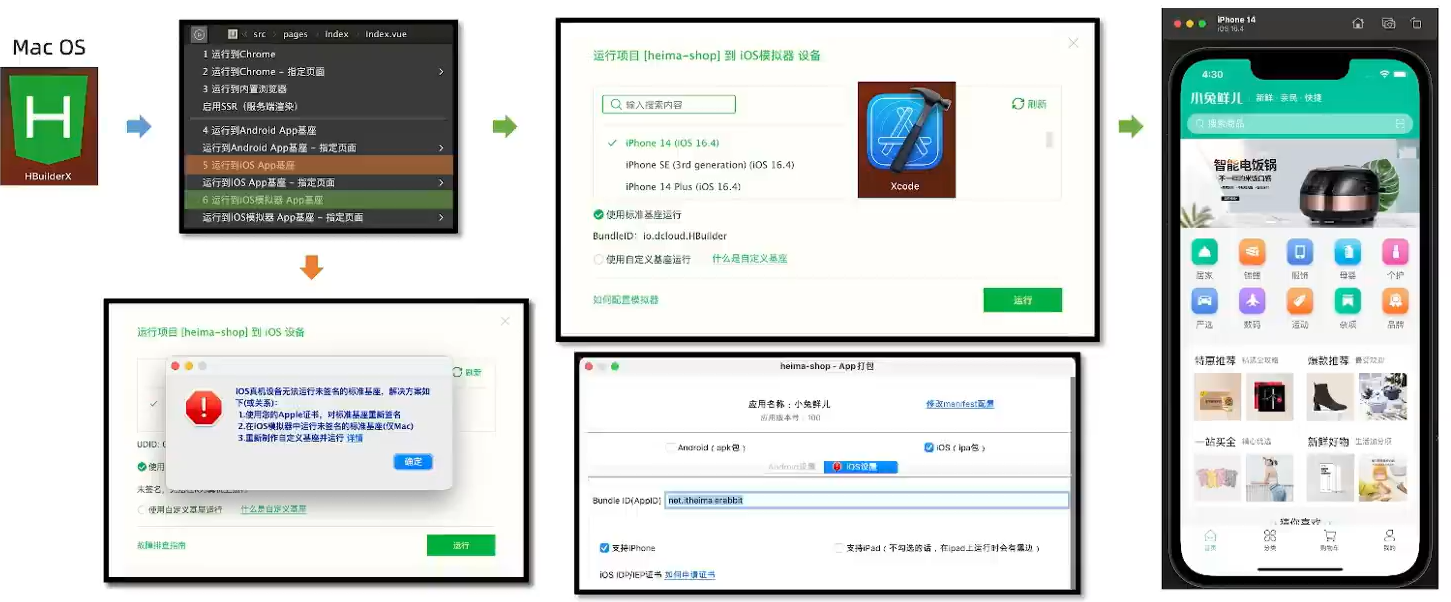 Mac OS
HBuilderX
src pages index index.vue
1 运行到Chrome
2 运行到Chrome - 指定页面
3 运行到内置浏览器
启用SSR（服务端渲染）
4 运行到Android App基座
运行到Android App基座 - 指定页面
5 运行到iOS App基座
运行到iOS App基座 - 指定页面
6 运行到iOS模拟器 App基座
运行到iOS模拟器 App基座 - 指定页面
运行项目 [heima-shop] 到 iOS 设备
刷新
iOS真机设备无法运行未签名的标准基座，解决方案如
下(或关系)：
1.使用您的Apple证书，对标准基座重新签名
2.在iOS模拟器中运行未签名的标准基座(仅Mac)
3.重新制作自定义基座并运行 详情
确定
UDID:
使用
未签名，
使用自定义基座运行 什么是自定义基座
故障排查指南
运行
运行项目 [heima-shop] 到 iOS模拟器 设备
输入搜索内容
刷新
iPhone 14 (iOS 16.4)
iPhone SE (3rd generation) (iOS 16.4)
iPhone 14 Plus (iOS 16.4)
Xcode
使用标准基座运行
BundleID: io.dcloud.HBuilder
使用自定义基座运行 什么是自定义基座
如何配置模拟器
运行
heima-shop - App打包
应用名称：小兔鲜儿
修改manifest配置
应用版本号：100
Android（apk包）
iOS（ipa包）
Android设置
iOS设置
Bundle ID(AppID) net.itheima.erabbit
支持iPhone
支持iPad（不勾选的话，在ipad上运行时会有黑边）
iOS IDP/IEP证书 如何申请证书
iPhone 14
iOS 16.4
4:30
小兔鲜儿 新鲜·亲民·快捷
搜索商品
智能电饭锅
不一样的米饭口感
居家 锦鲤 服饰 母婴 个护
严选 数码 运动 杂项 品牌
特惠推荐 精选全攻略
爆款推荐 最受欢迎
一站买全 精心优选
新鲜好物 生活加分项
猜你喜欢
首页 分类 购物车 我的